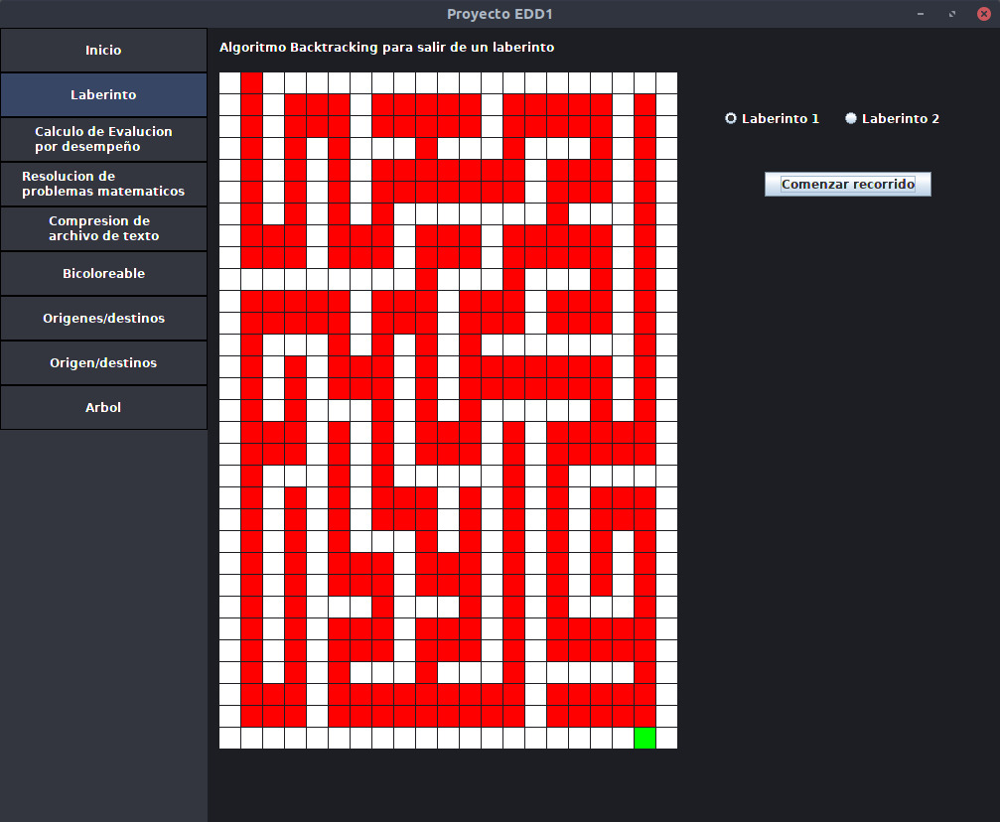 Proyecto EDD1
Inicio
Laberinto
Calculo de Evalucion
por desempeño
Resolucion de
problemas matematicos
Compresion de
archivo de texto
Bicoloreable
Origenes/destinos
Origen/destinos
Arbol
Algoritmo Backtracking para salir de un laberinto
Laberinto 1
Laberinto 2
Comenzar recorrido